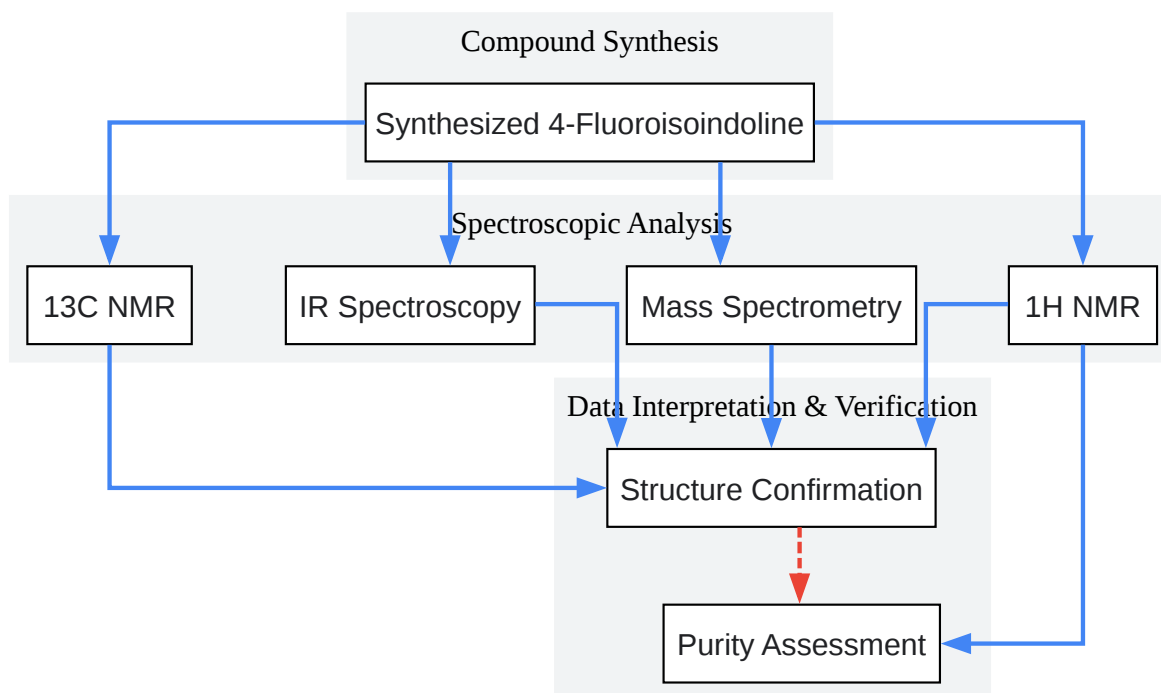 Compound Synthesis
Synthesized 4-Fluoroisoindoline
Spectroscopic Analysis
13C NMR
IR Spectroscopy
Mass Spectrometry
1H NMR
Data Interpretation & Verification
Structure Confirmation
Purity Assessment